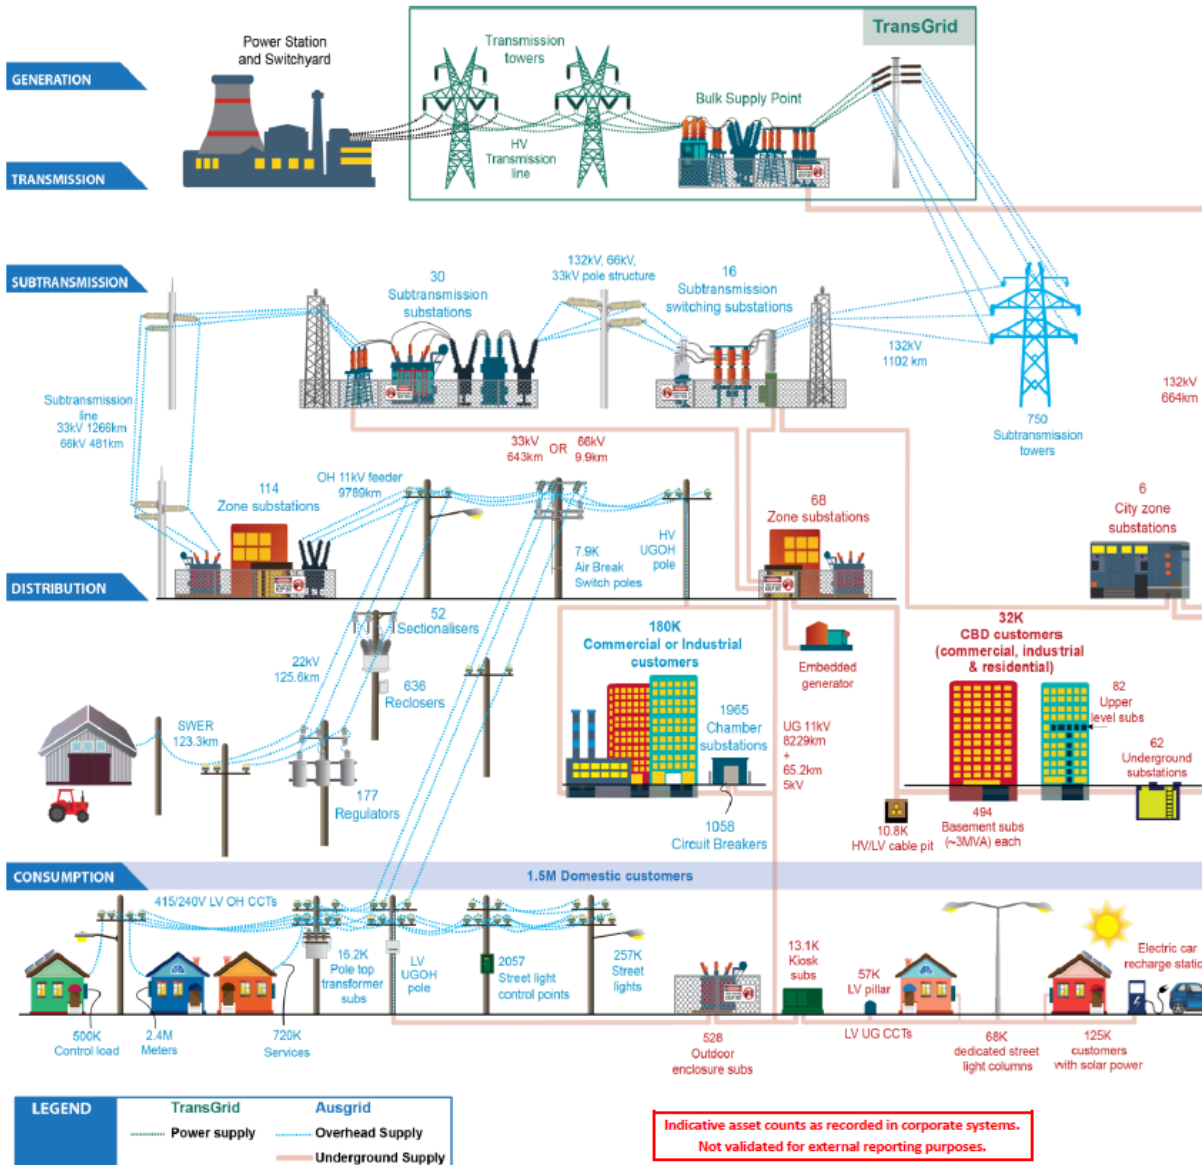 TransGrid
Power Station
and Switchyard
Transmission
towers
GENERATION
Bulk Supply Point
HV
Transmission
line
TRANSMISSION
SUBTRANSMISSION
30
Subtransmission
substations
132kV, 66kV,
33kV pole structure
16
Subtransmission
switching substations
132kV
1102 km
132kV
664km
Subtransmission
line
33kV 1266km
66kV 481km
750
Subtransmission
towers
33kV
643km
OR
66kV
9.9km
OH 11kV feeder
9789km
114
Zone substations
7.9K
Air Break
Switch poles
HV
UGOH
pole
68
Zone substations
6
City zone
substations
DISTRIBUTION
52
Sectionalisers
22kV
125.6km
636
Reclosers
180K
Commercial or Industrial
customers
Embedded
generator
32K
CBD customers
(commercial, industrial
& residential)
82
Upper
level subs
SWER
123.3km
1965
Chamber
substations
UG 11kV
8229km
+
65.2km
5kV
62
Underground
substations
177
Regulators
1058
Circuit Breakers
10.8K
HV/LV cable pit
494
Basement subs
(~3MVA) each
CONSUMPTION
1.5M Domestic customers
415/240V LV OH CCTs
16.2K
Pole top
transformer
subs
LV
UGOH
pole
2057
Street light
control points
257K
Street
lights
13.1K
Kiosk
subs
57K
LV pillar
Electric car
recharge statio
500K
Control load
2.4M
Meters
720K
Services
528
Outdoor
enclosure subs
LV UG CCTs
68K
dedicated street
light columns
125K
customers
with solar power
LEGEND
TransGrid
Ausgrid
Power supply
Overhead Supply
Underground Supply
Indicative asset counts as recorded in corporate systems.
Not validated for external reporting purposes.